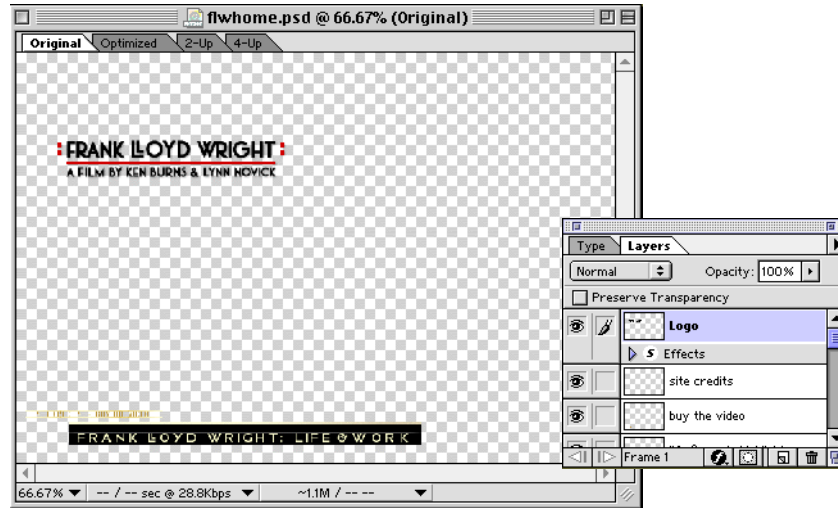 flwhome.psd @ 66.67% (Original)
Original Optimized 2-Up 4-Up
FRANK LLOYD WRIGHT
A FILM BY KEN BURNS & LYNN NOVICK
FRANK LLOYD WRIGHT: LIFE & WORK
66.67% -- / -- sec @ 28.8Kbps ~1.1M / -- --
Type Layers
Normal Opacity: 100%
Preserve Transparency
Logo
S Effects
site credits
buy the video
Frame 1